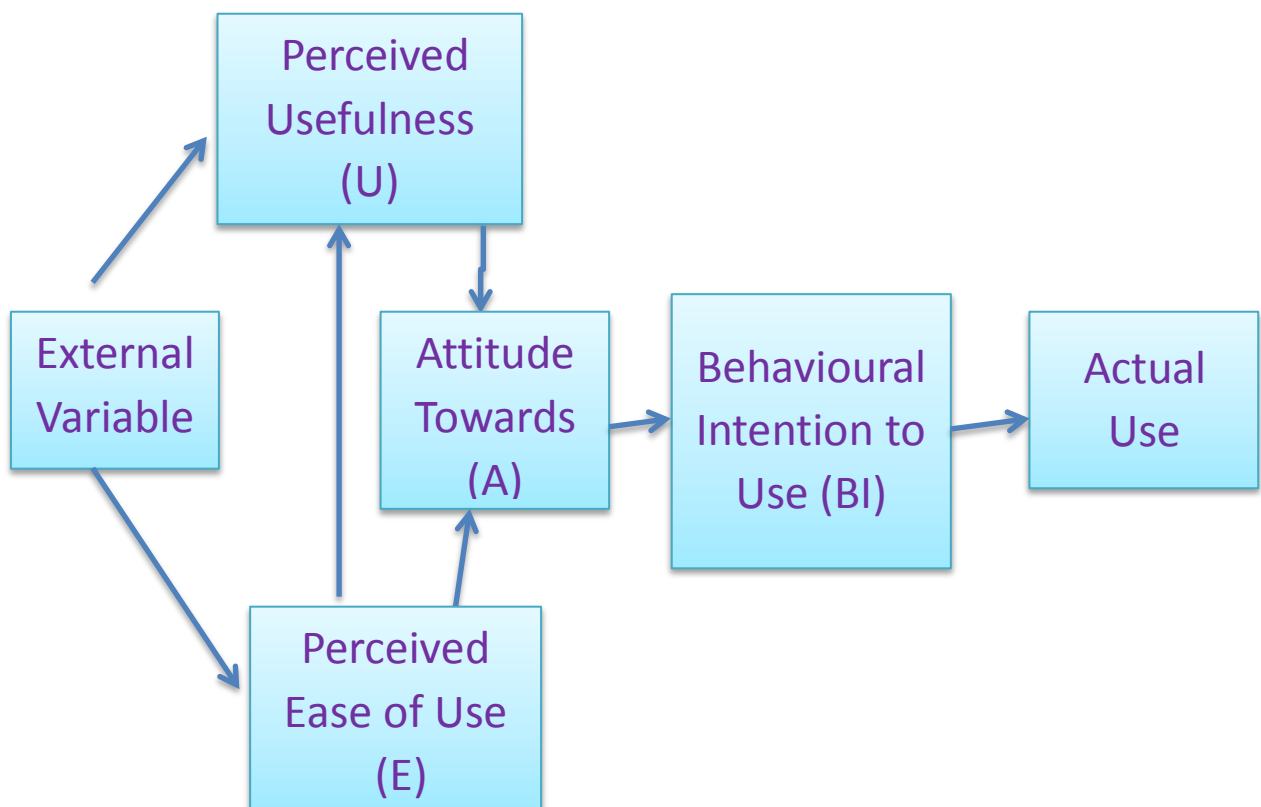 Perceived
Usefulness
(U)
External
Variable
Attitude
Towards
(A)
Behavioural
Intention to
Use (BI)
Actual
Use
Perceived
Ease of Use
(E)